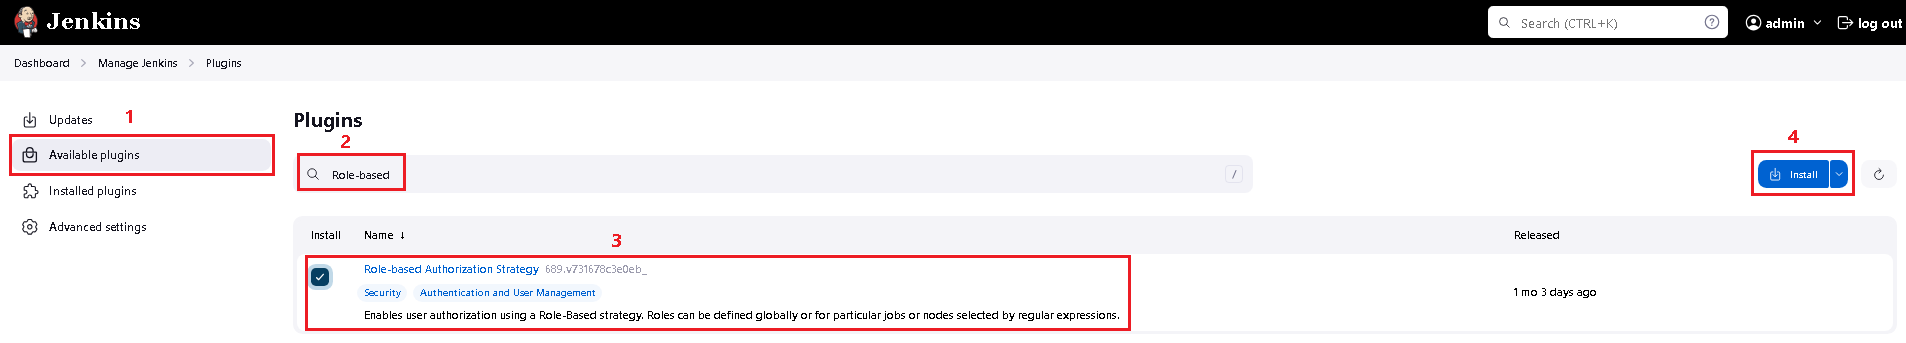 Jenkins
Search (CTRL+K)
admin
log out
Dashboard
Manage Jenkins
Plugins
1
Updates
Available plugins
Installed plugins
Advanced settings
Plugins
2
Role-based
/
4
Install
Install Name ↓ Released
3
Role-based Authorization Strategy 689.v731678c3e0eb_
Security Authentication and User Management
1 mo 3 days ago
Enables user authorization using a Role-Based strategy. Roles can be defined globally or for particular jobs or nodes selected by regular expressions.